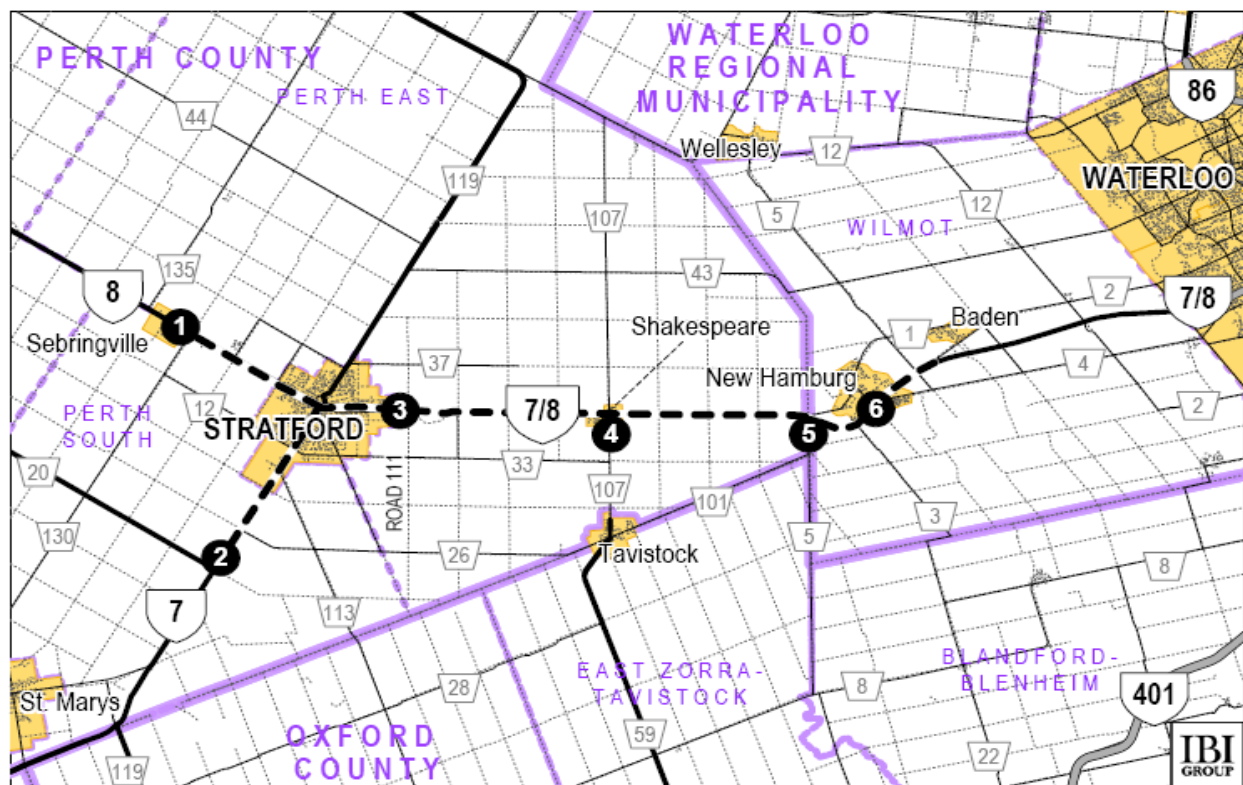 WATERLOO
REGIONAL
MUNICIPALITY
PERTH COUNTY
PERTH EAST
86
44
Wellesley
12
WATERLOO
119
107
5
12
WILMOT
135
43
8
2
7/8
1
Sebringville
Shakespeare
1
Baden
37
New Hamburg
4
12
PERTH
SOUTH
STRATFORD
3
7/8
4
5
6
2
20
33
ROAD 111
107
101
3
130
2
26
Tavistock
5
8
7
113
St. Marys
28
EAST ZORRA-
TAVISTOCK
8
BLANDFORD-
BLENHEIM
401
OXFORD
COUNTY
59
22
119
IBI
GROUP